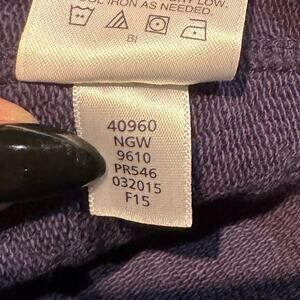 COOL IRON AS NEEDED.
BI
40960
NGW
9610
PR546
032015
F15